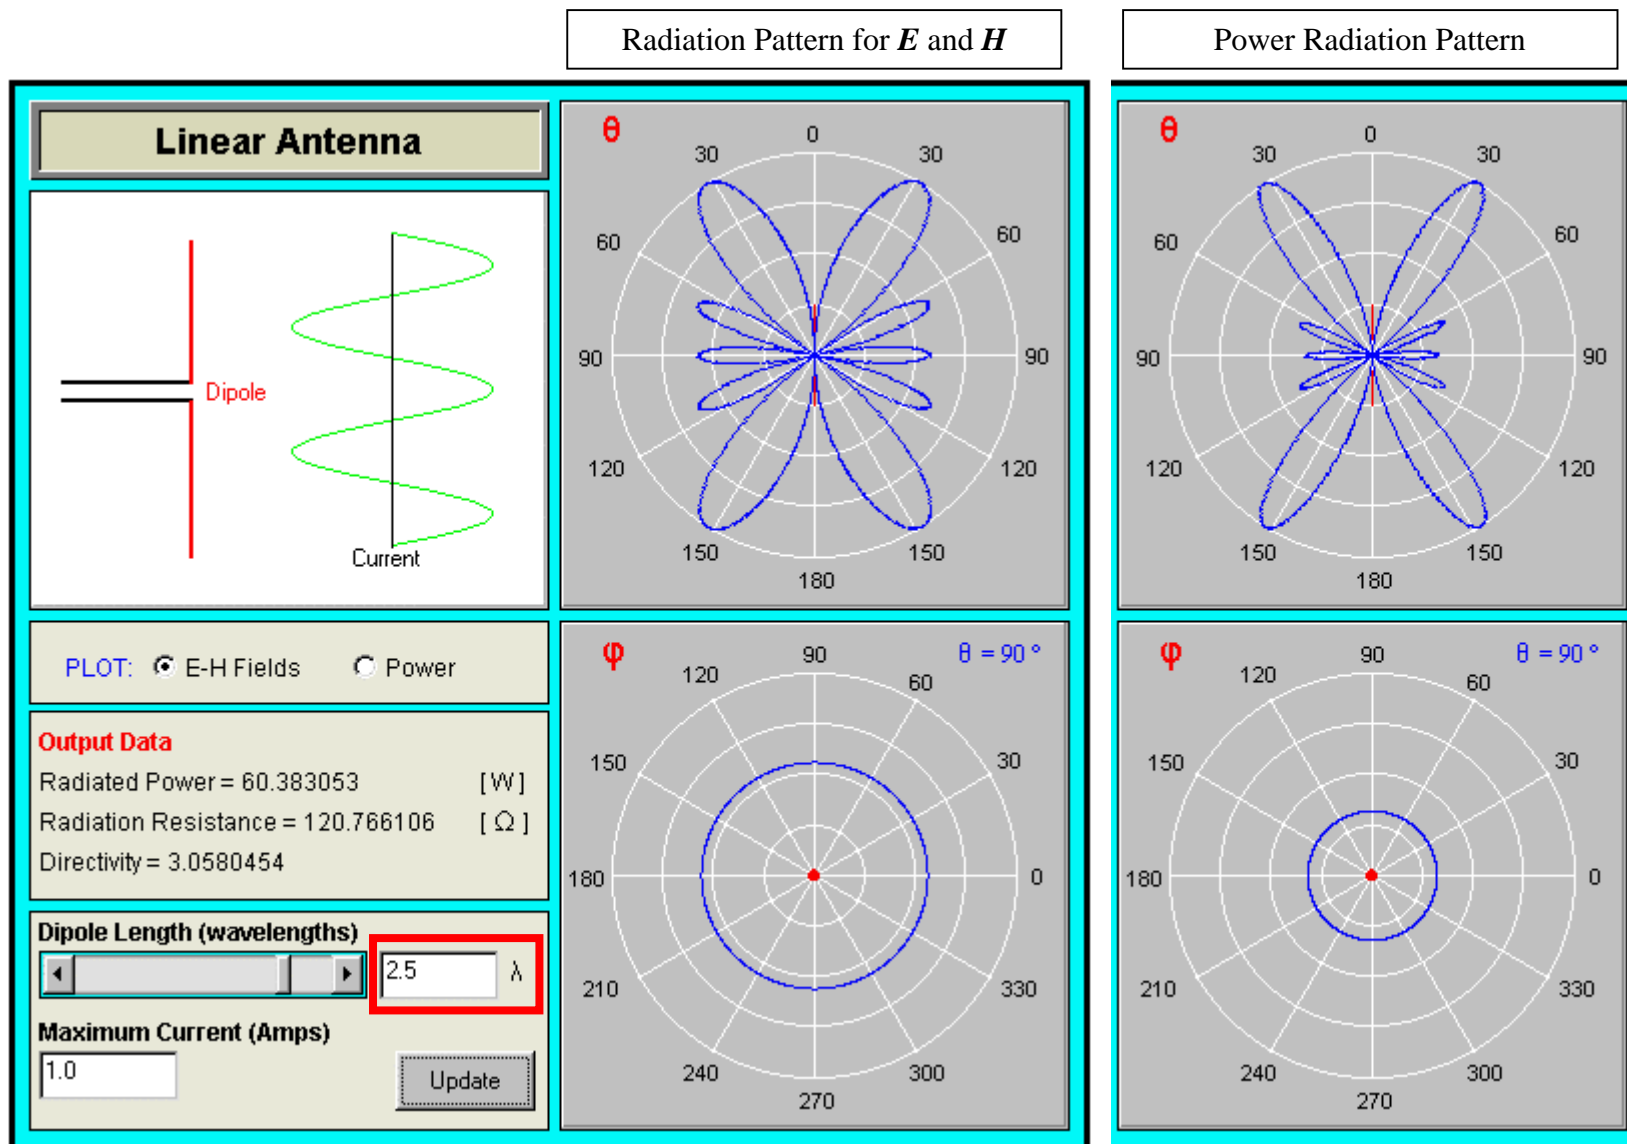 Radiation Pattern for E and H
Power Radiation Pattern
Linear Antenna
Dipole
Current
θ
0
30
30
60
60
90
90
120
120
150
150
180
θ
0
30
30
60
60
90
90
120
120
150
150
180
PLOT: E-H Fields Power
Output Data
Radiated Power = 60.383053 [ W ]
Radiation Resistance = 120.766106 [ Ω ]
Directivity = 3.0580454
Dipole Length (wavelengths)
2.5 λ
Maximum Current (Amps)
1.0
Update
φ
90
θ = 90 °
120
60
150
30
180
0
210
330
240
300
270
φ
90
θ = 90 °
120
60
150
30
180
0
210
330
240
300
270